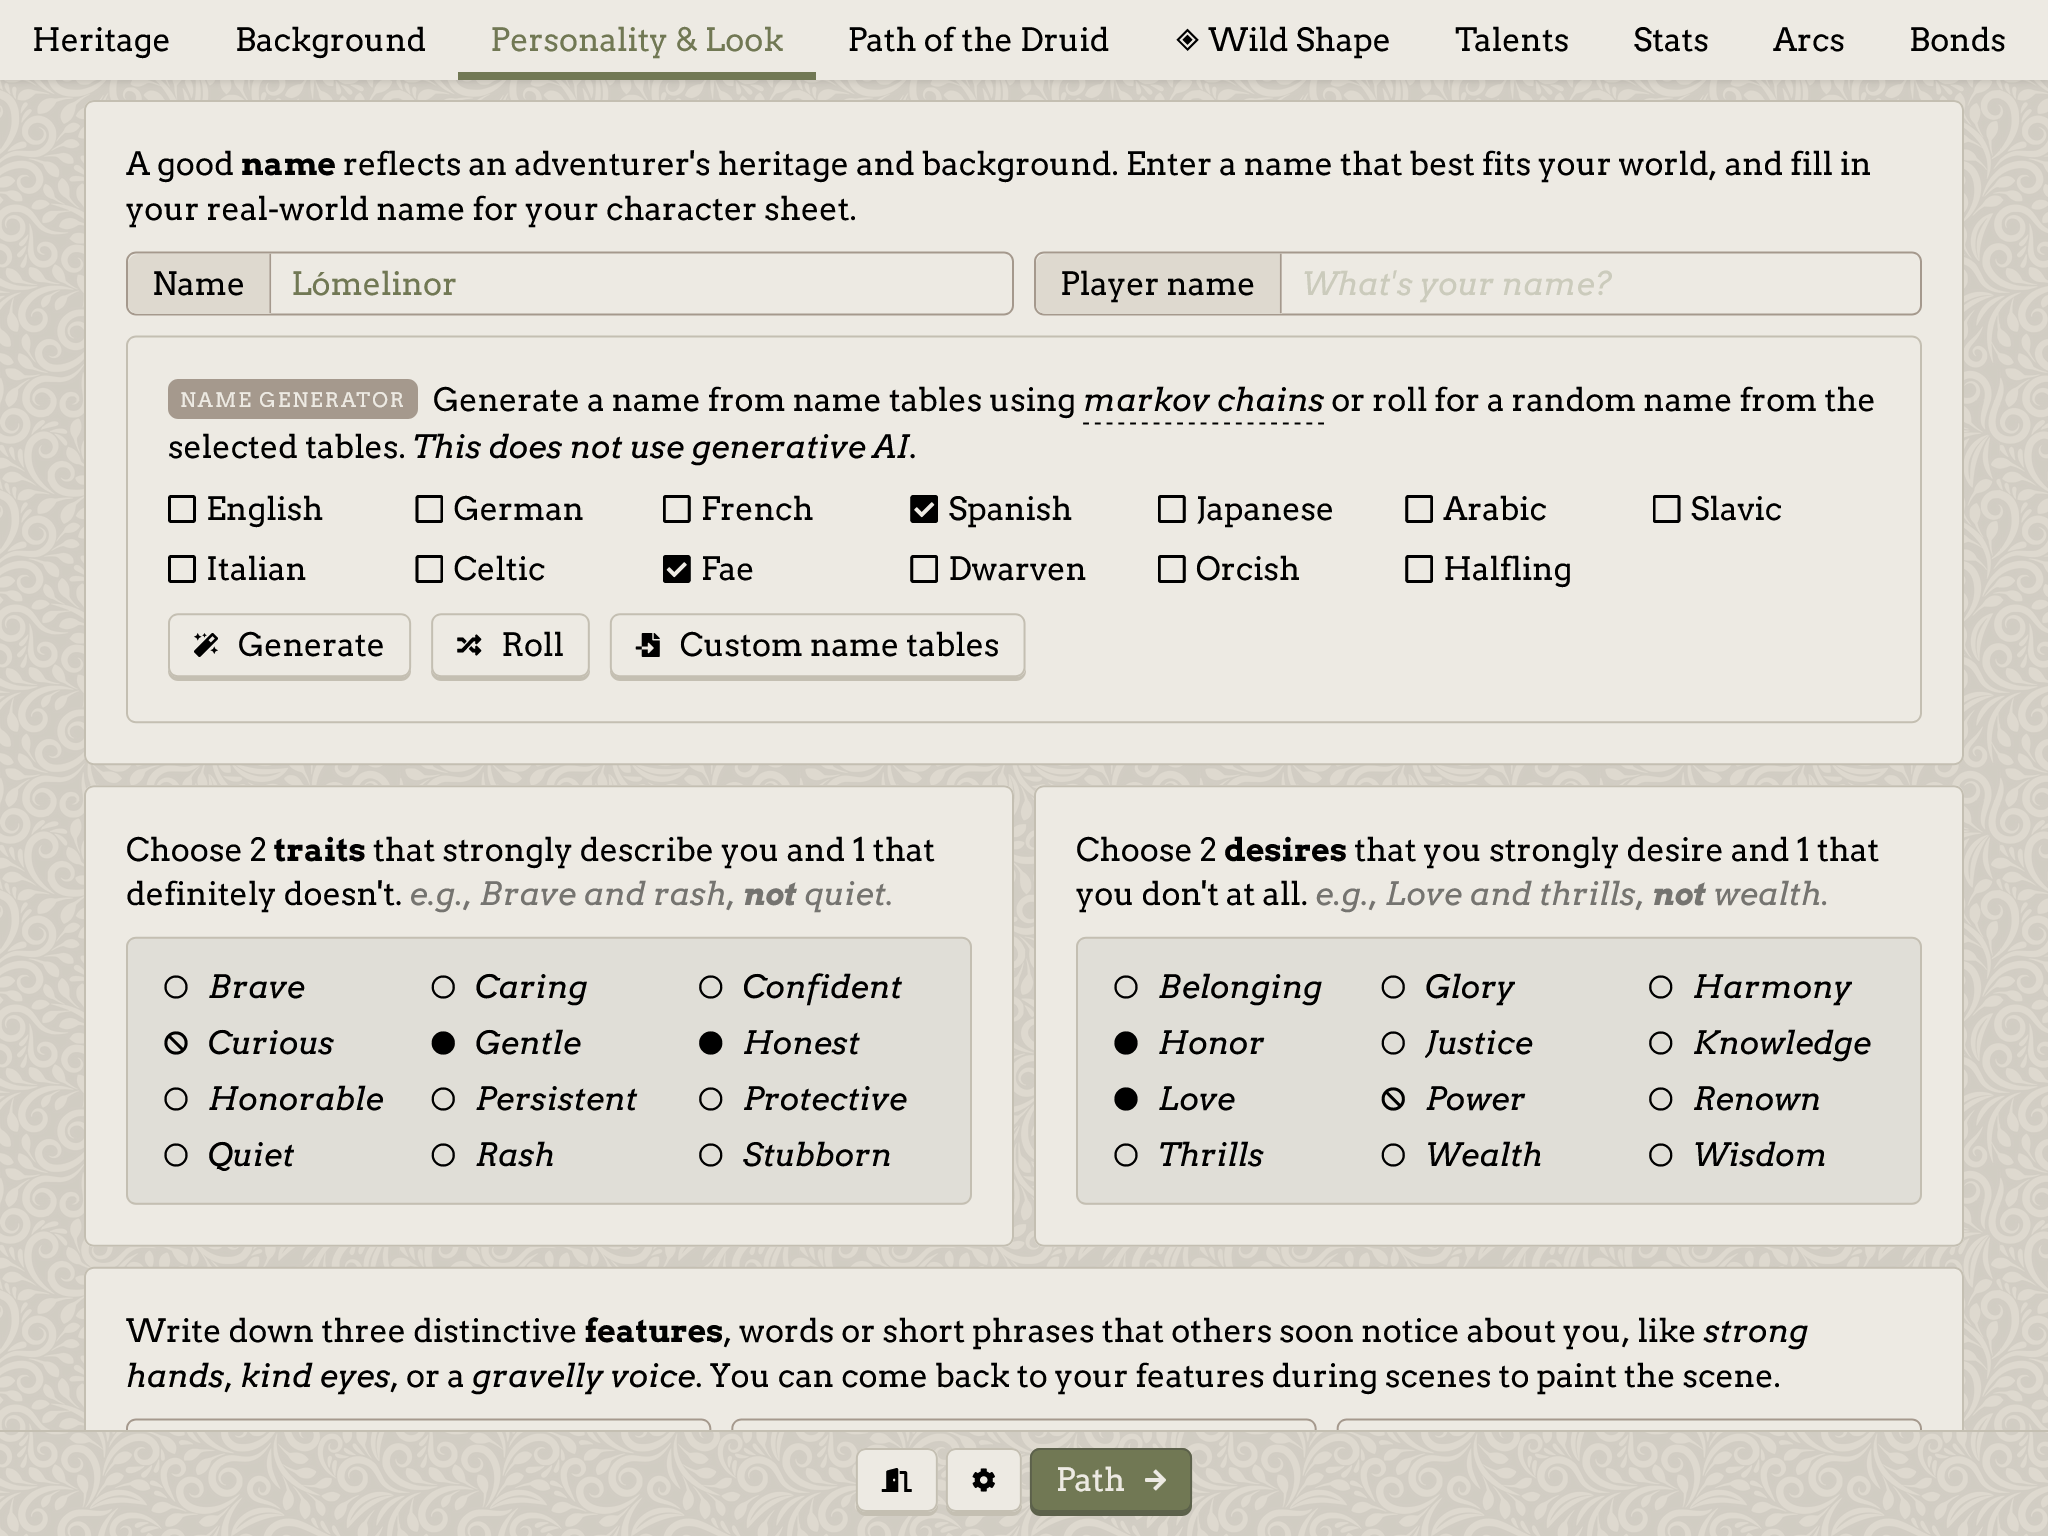 Heritage Background Personality & Look Path of the Druid Wild Shape Talents Stats Arcs Bonds
A good name reflects an adventurer's heritage and background. Enter a name that best fits your world, and fill in
your real-world name for your character sheet.
Name Lómelinor Player name What's your name?
NAME GENERATOR Generate a name from name tables using markov chains or roll for a random name from the
selected tables. This does not use generative AI.
English German French Spanish Japanese Arabic Slavic
Italian Celtic Fae Dwarven Orcish Halfling
Generate Roll Custom name tables
Choose 2 traits that strongly describe you and 1 that
definitely doesn't. e.g., Brave and rash, not quiet.
Brave Caring Confident
Curious Gentle Honest
Honorable Persistent Protective
Quiet Rash Stubborn
Choose 2 desires that you strongly desire and 1 that
you don't at all. e.g., Love and thrills, not wealth.
Belonging Glory Harmony
Honor Justice Knowledge
Love Power Renown
Thrills Wealth Wisdom
Write down three distinctive features, words or short phrases that others soon notice about you, like strong
hands, kind eyes, or a gravelly voice. You can come back to your features during scenes to paint the scene.
Path